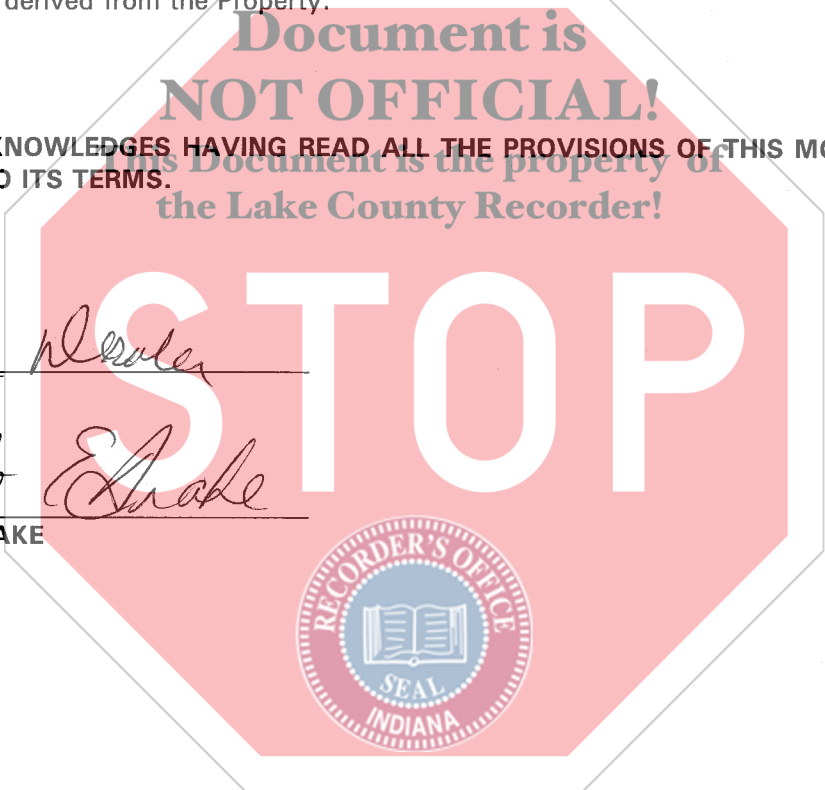 derived from the Property.
Document is
NOT OFFICIAL!
KNOWLEDGES HAVING READ ALL THE PROVISIONS OF THIS MO
This Document is the property of
O ITS TERMS.
the Lake County Recorder!
STOP
AKE
RECORDER'S OFFICE
SEAL
INDIANA